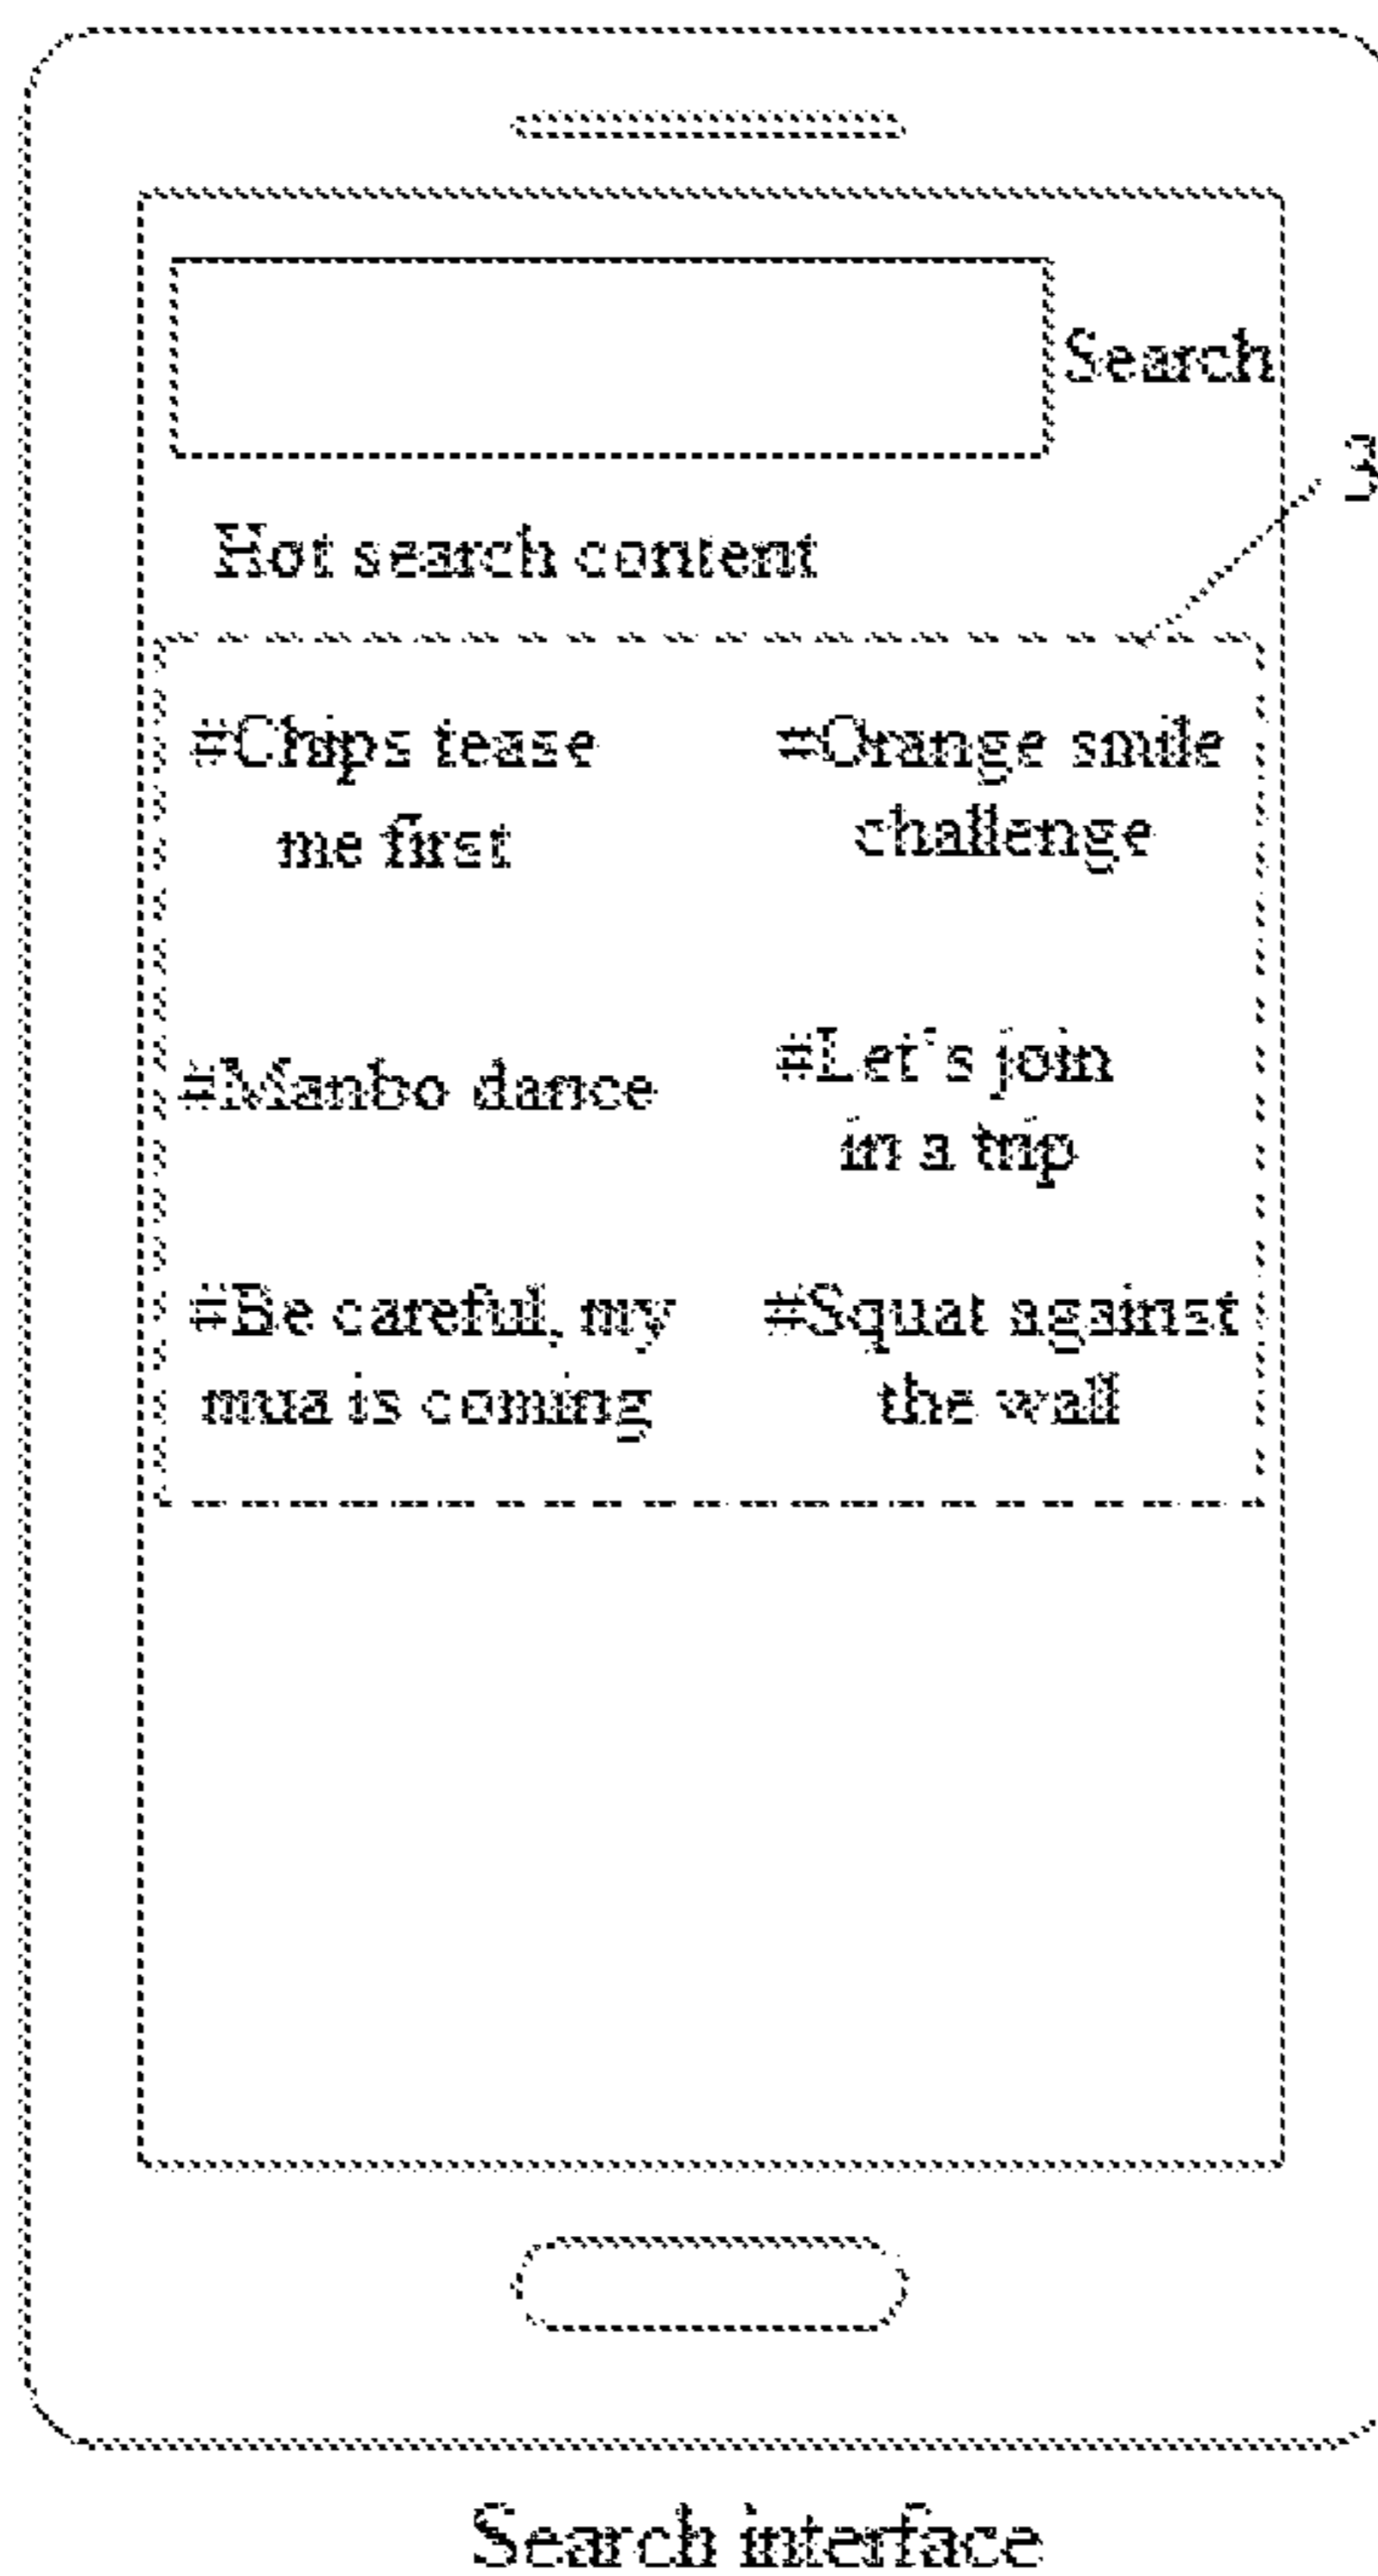 Search
3
Hot search content
#Chips tease
me first
#Orange smile
challenge
#Manbo dance
#Let's join
in a trip
#Be careful, my
mua is coming
#Squat against
the wall
Search interface